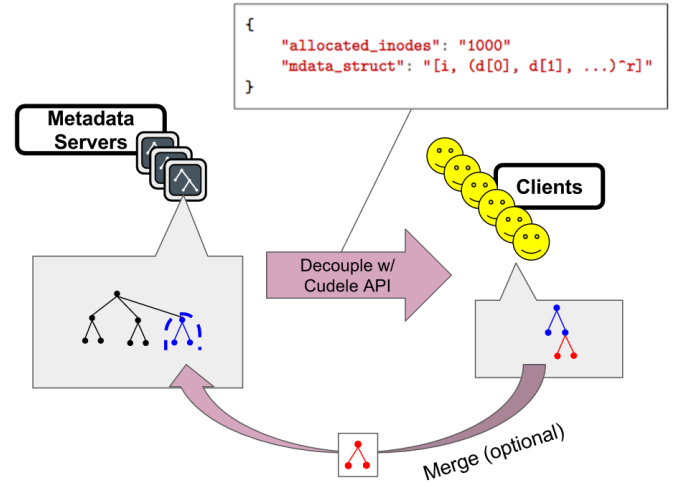 {
"allocated_inodes": "1000"
"mdata_struct": "[i, (d[0], d[1], ...)^r]"
}
Metadata
Servers
Clients
Decouple w/
Cudele API
Merge (optional)